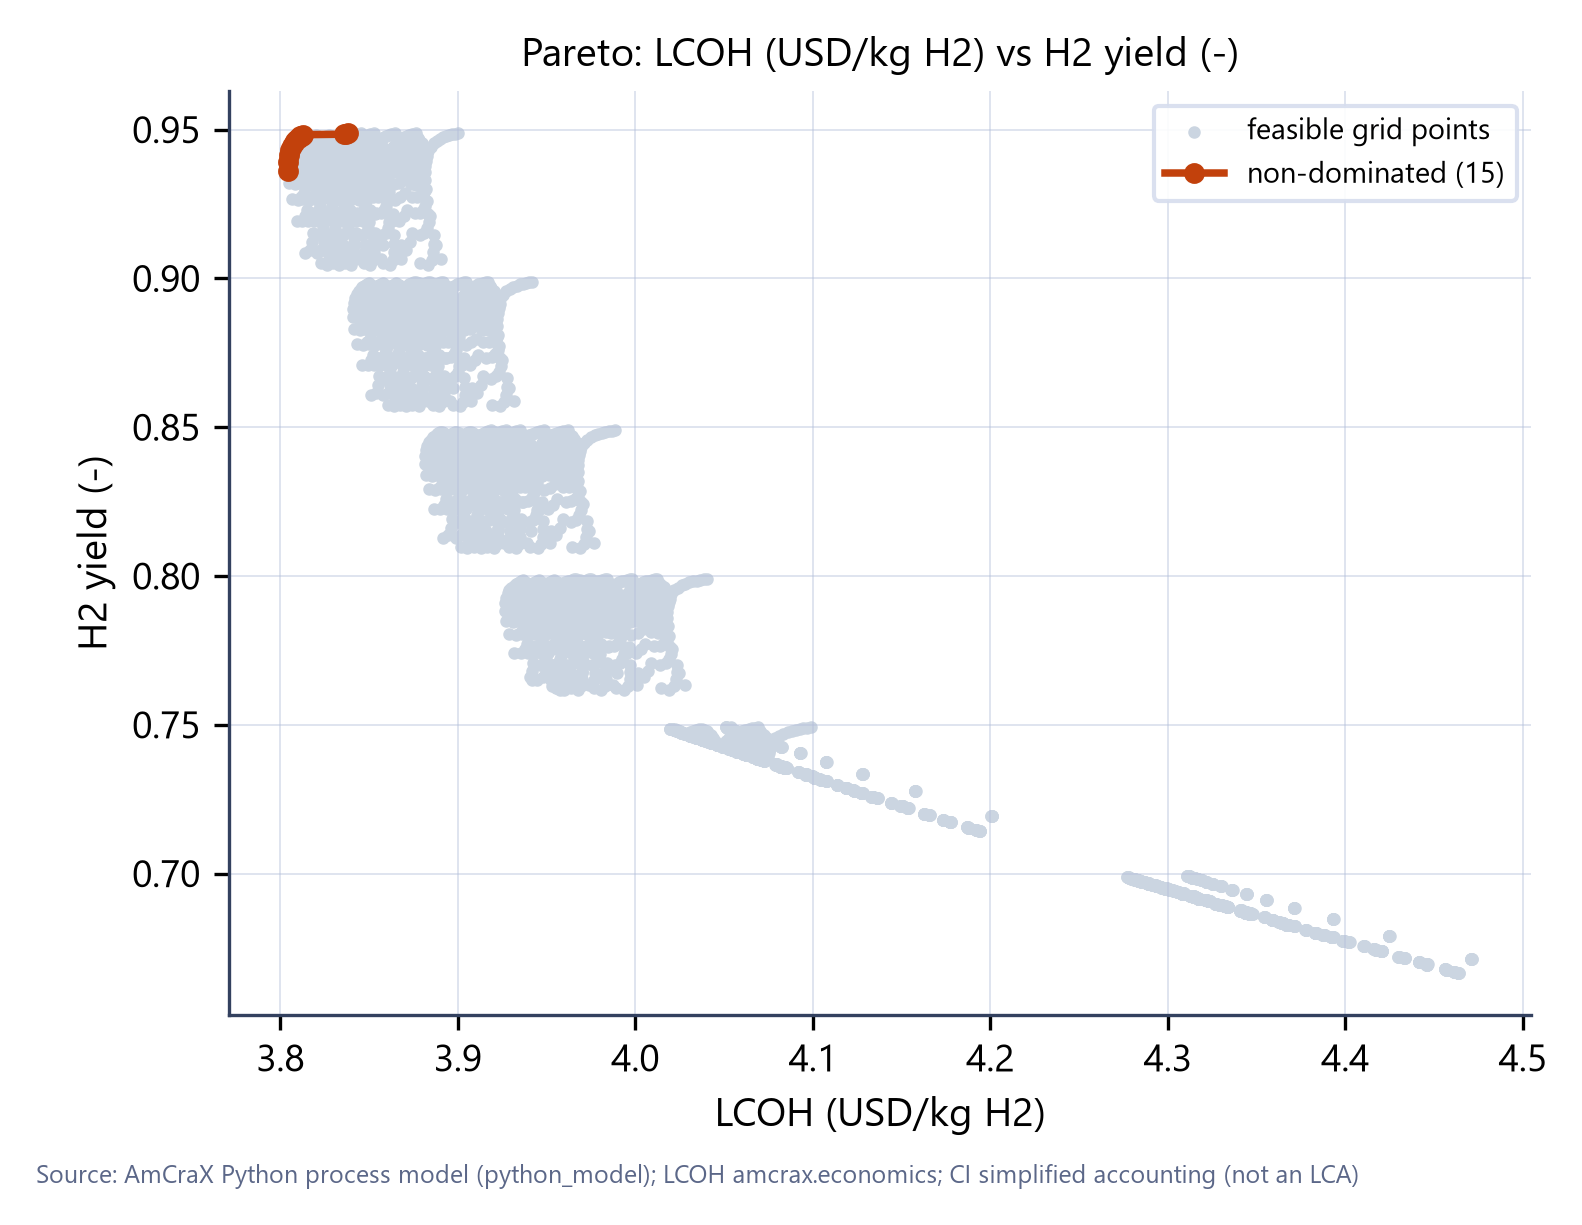 Pareto: LCOH (USD/kg H2) vs H2 yield (-)
feasible grid points
non-dominated (15)
H2 yield (-)
0.95
0.90
0.85
0.80
0.75
0.70
3.8 3.9 4.0 4.1 4.2 4.3 4.4 4.5
LCOH (USD/kg H2)
Source: AmCraX Python process model (python_model); LCOH amcrax.economics; CI simplified accounting (not an LCA)